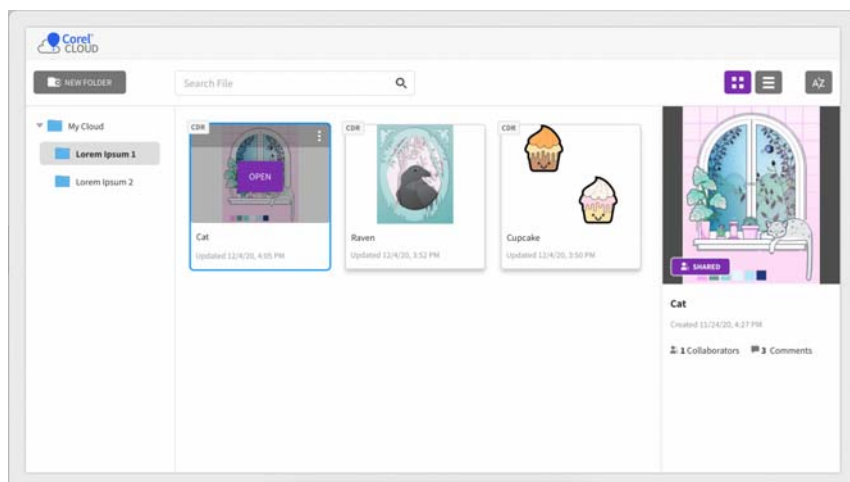 Corel
CLOUD
NEW FOLDER
Search File
AZ
My Cloud
Lorem Ipsum 1
Lorem Ipsum 2
CDR
OPEN
Cat
Updated 12/4/20, 4:05 PM
CDR
Raven
Updated 12/4/20, 3:52 PM
CDR
Cupcake
Updated 12/4/20, 3:50 PM
SHARED
Cat
Created 11/24/20, 4:27 PM
1 Collaborators 3 Comments